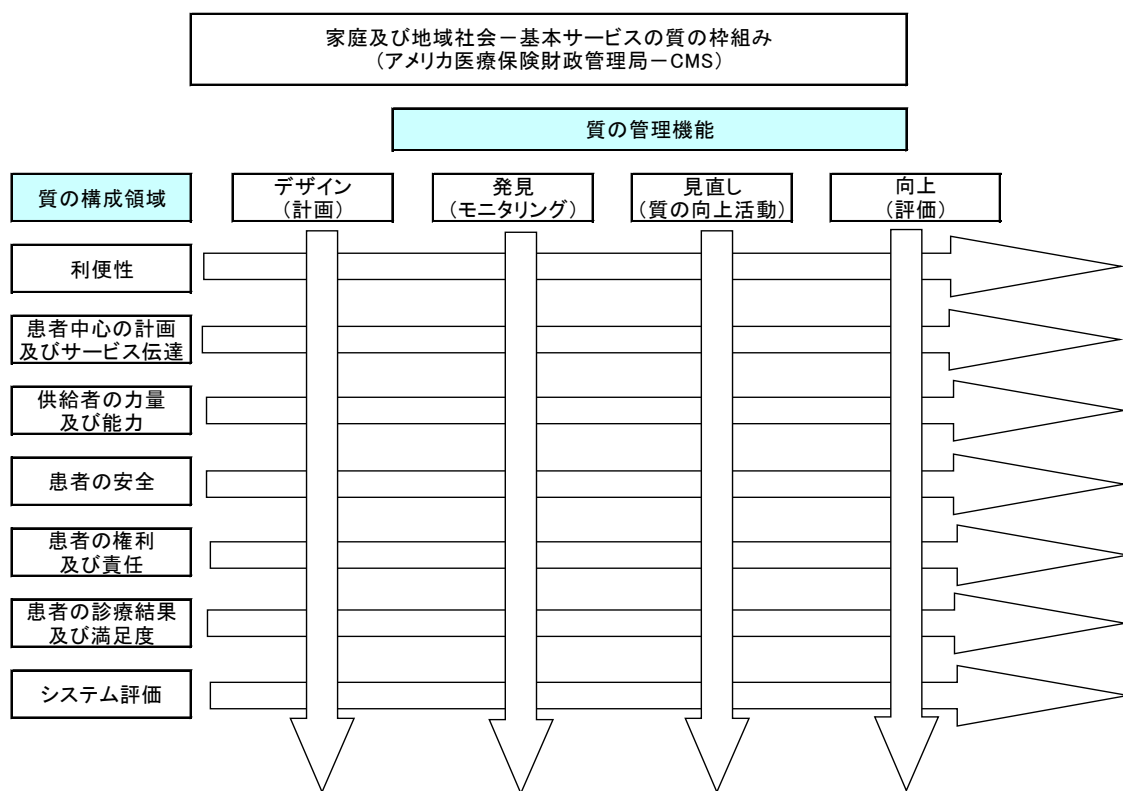 家庭及び地域社会－基本サービスの質の枠組み
（アメリカ医療保険財政管理局－CMS）
質の管理機能
質の構成領域
デザイン
（計画）
発見
（モニタリング）
見直し
（質の向上活動）
向上
（評価）
利便性
患者中心の計画
及びサービス伝達
供給者の力量
及び能力
患者の安全
患者の権利
及び責任
患者の診療結果
及び満足度
システム評価